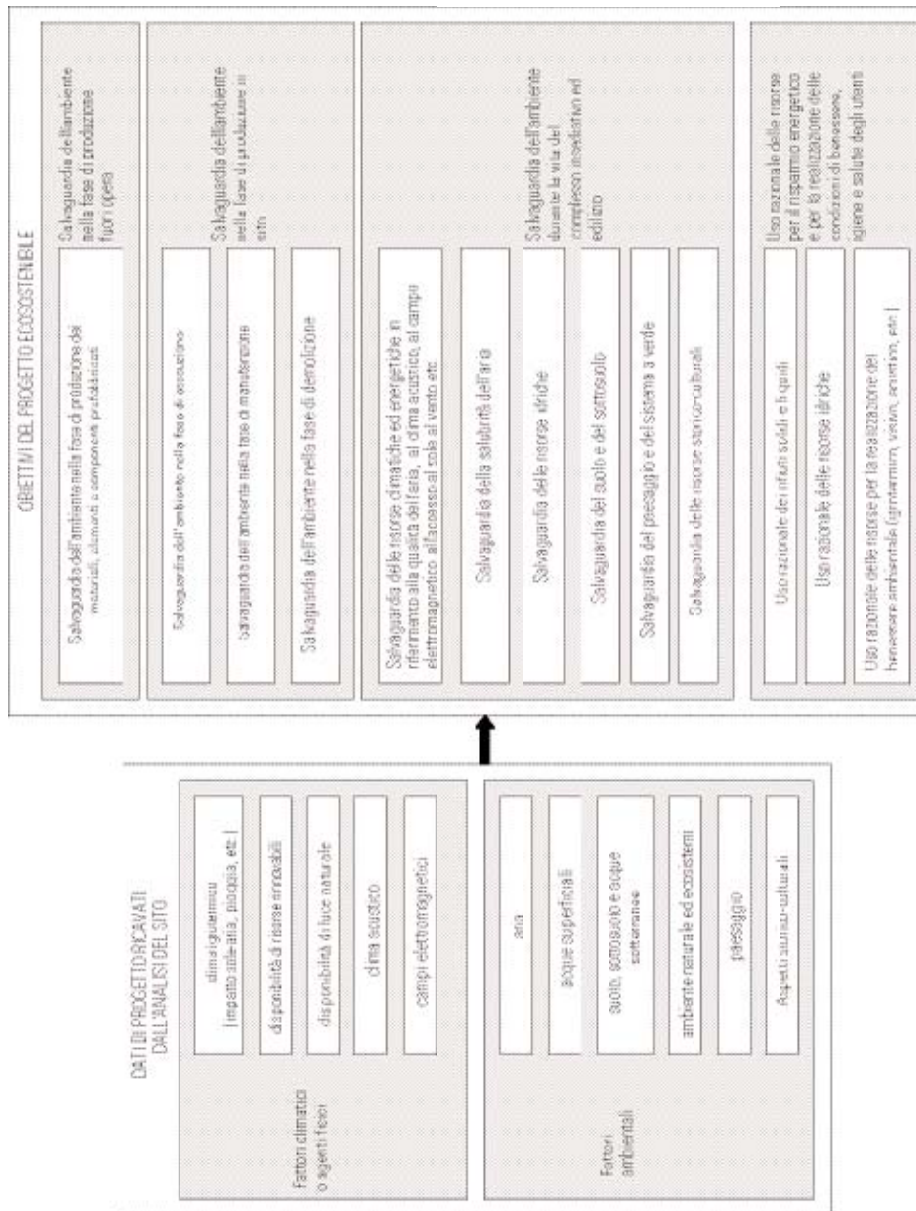 DATI DI PROGETTO RICAVATI
DALL'ANALISI DEL SITO
Fattori climatici
o agenti fisici
clima igrotermico
[impatto sole-aria, pioggia, etc.]
disponibilità di risorse rinnovabili
disponibilità di luce naturale
clima acustico
campi elettromagnetici
Fattori
ambientali
aria
acque superficiali
suolo, sottosuolo e acque
sotterranee
ambiente naturale ed ecosistemi
paesaggio
Aspetti storico-culturali
OBIETTIVI DEL PROGETTO ECOSOSTENIBILE
Salvaguardia dell'ambiente nella fase di produzione dei
materiali, elementi o componenti prefabbricati
Salvaguardia dell'ambiente
nella fase di produzione
fuori opera
Salvaguardia dell'ambiente nella fase di esecuzione
Salvaguardia dell'ambiente nella fase di manutenzione
Salvaguardia dell'ambiente nella fase di demolizione
Salvaguardia dell'ambiente
nella fase di produzione in
sito
Salvaguardia delle risorse climatiche ed energetiche in
riferimento alla qualità dell'aria, al clima acustico, al campo
elettromagnetico all'accesso al sole al vento etc
Salvaguardia della salubrità dell'aria
Salvaguardia delle risorse idriche
Salvaguardia del suolo e del sottosuolo
Salvaguardia del paesaggio e del sistema a verde
Salvaguardia delle risorse storico-culturali
Salvaguardia dell'ambiente
durante la vita del
complesso insediativo ed
edilizio
Uso razionale dei rifiuti solidi e liquidi
Uso razionale delle risorse idriche
Uso razionale delle risorse per la realizzazione del
benessere ambientale [igrotermico, visivo, acustico, etc.]
Uso razionale delle risorse
per il risparmio energetico
e per la realizzazione delle
condizioni di benessere,
igiene e salute degli utenti